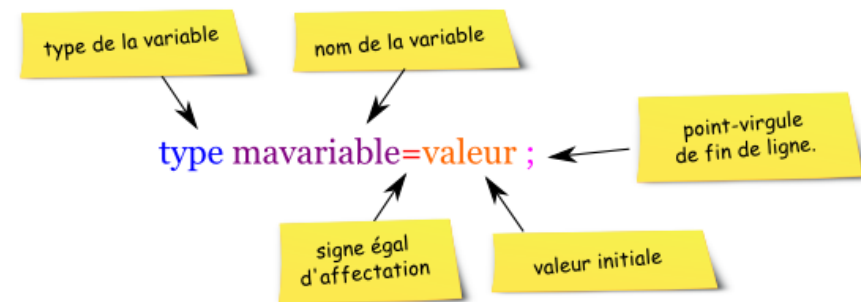 type de la variable
nom de la variable
type mavariable=valeur ;
point-virgule
de fin de ligne.
signe égal
d'affectation
valeur initiale